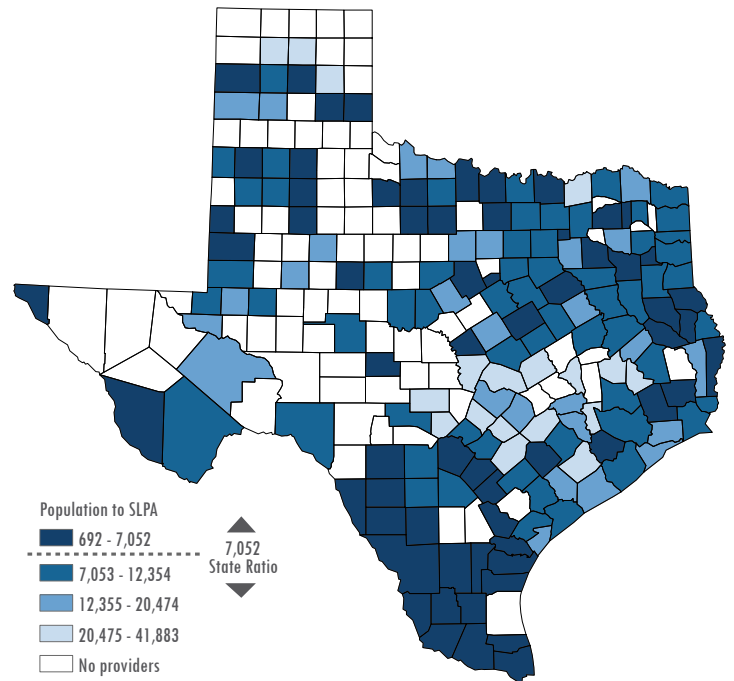 Population to SLPA
692 - 7,052
7,052
State Ratio
7,053 - 12,354
12,355 - 20,474
20,475 - 41,883
No providers